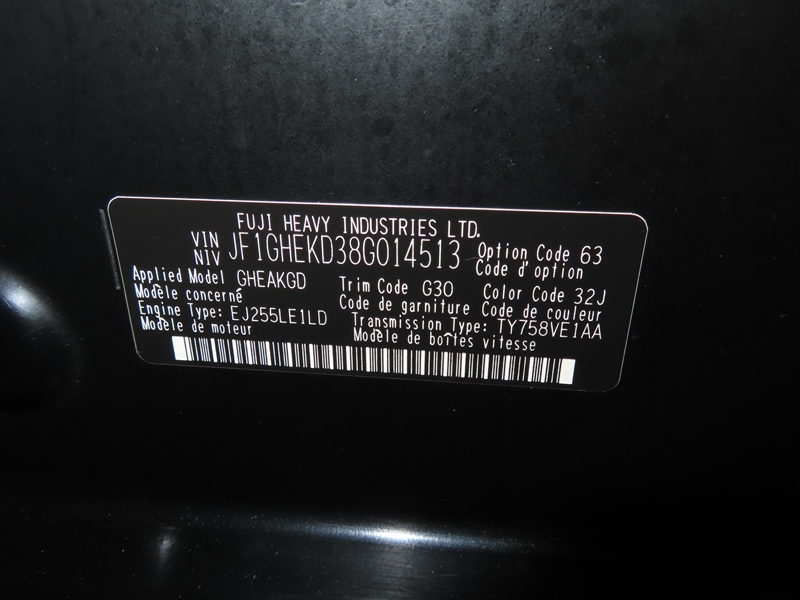 FUJI HEAVY INDUSTRIES LTD.
VIN
NIV JF1GHEKD38G014513 Option Code 63
Code d'option
Applied Model GHEAKGD Trim Code G30 Color Code 32J
Modèle concerné Code de garniture Code de couleur
Engine Type: EJ255LE1LD Transmission Type: TY758VE1AA
Modèle de moteur Modèle de boîtes vitesse